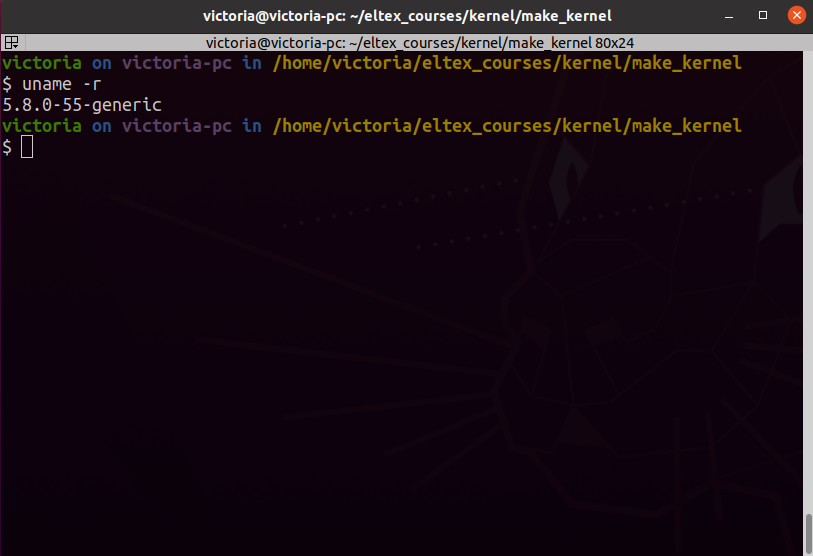 victoria@victoria-pc: ~/eltex_courses/kernel/make_kernel
victoria@victoria-pc: ~/eltex_courses/kernel/make_kernel 80x24
victoria on victoria-pc in /home/victoria/eltex_courses/kernel/make_kernel
$ uname -r
5.8.0-55-generic
victoria on victoria-pc in /home/victoria/eltex_courses/kernel/make_kernel
$